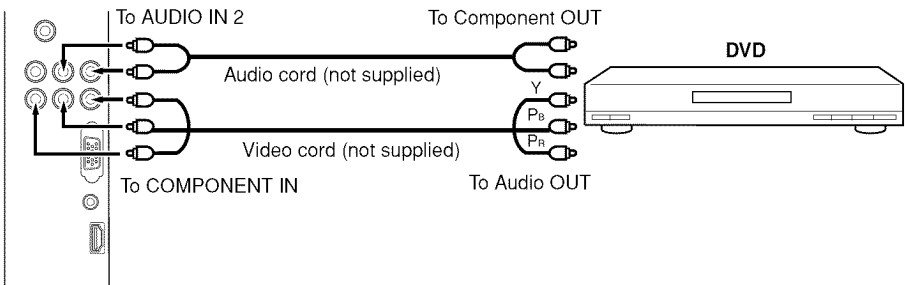 To AUDIO IN 2
To Component OUT
DVD
Audio cord (not supplied)
Y
PB
PR
Video cord (not supplied)
To COMPONENT IN
To Audio OUT